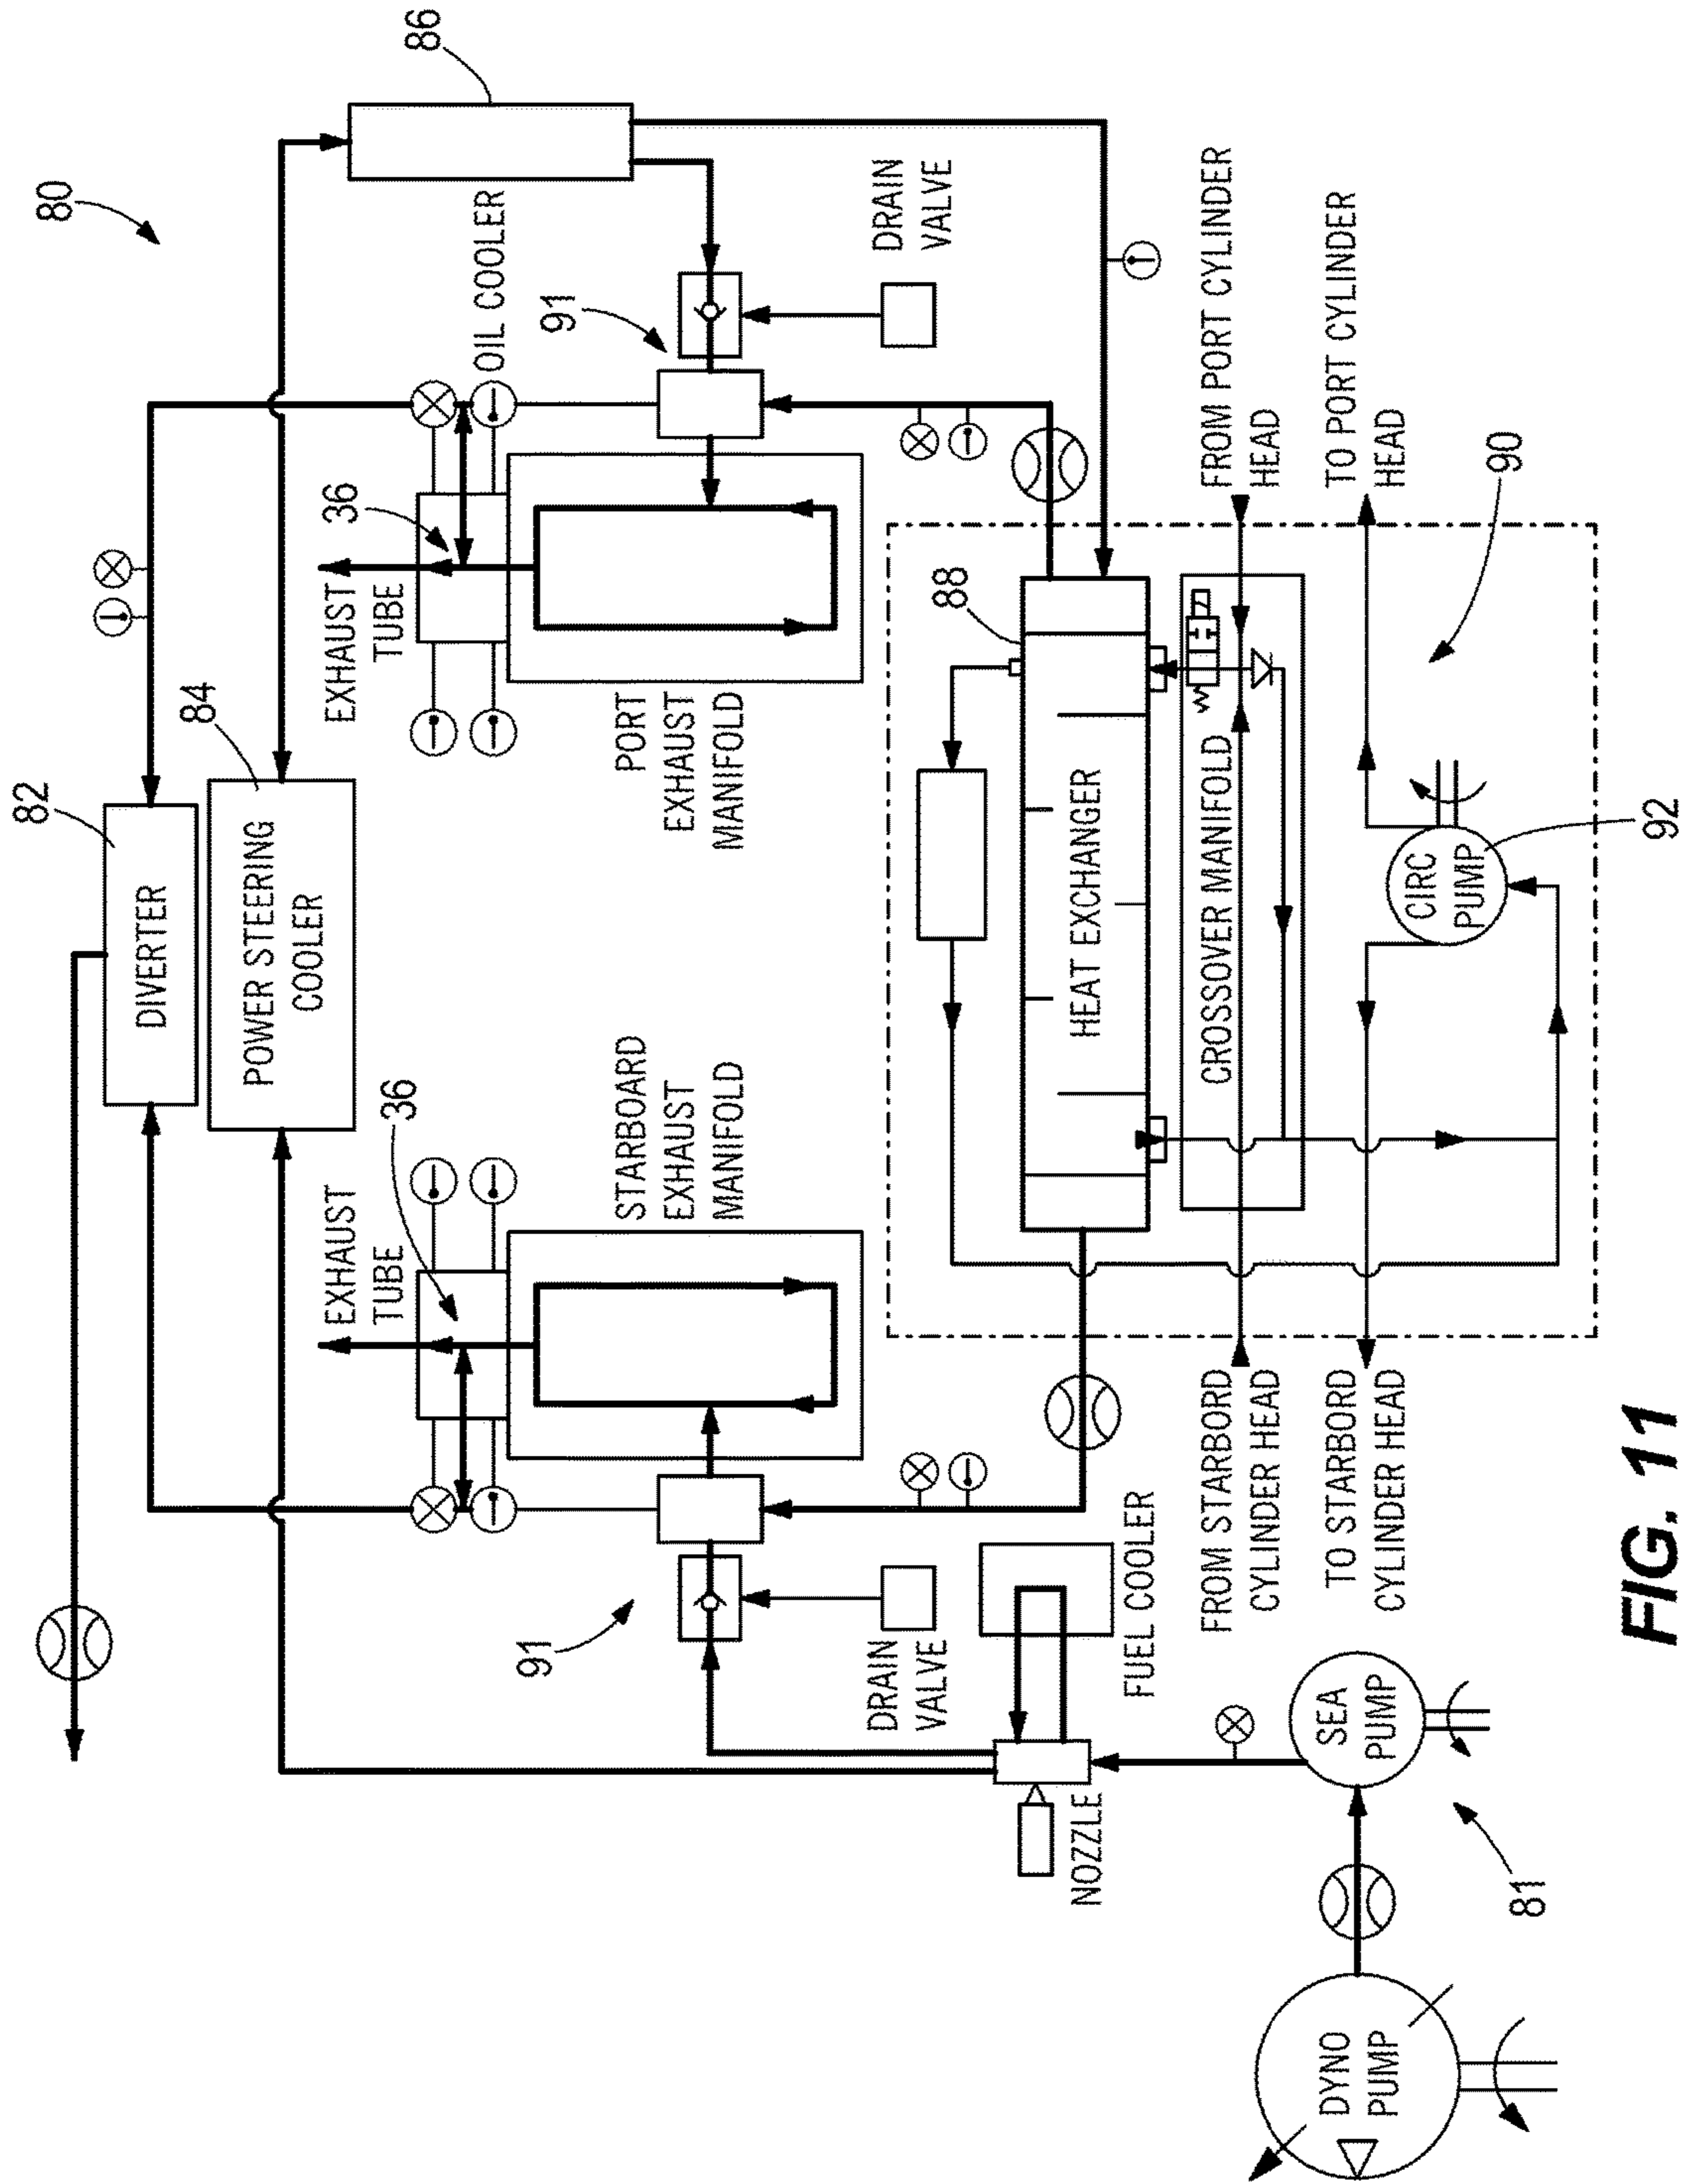 80
86
82
84
DIVERTER
POWER STEERING
COOLER
36
EXHAUST
TUBE
36
EXHAUST
TUBE
OIL COOLER
91
STARBOARD
EXHAUST
MANIFOLD
PORT
EXHAUST
MANIFOLD
91
DRAIN
VALVE
DRAIN
VALVE
FUEL COOLER
NOZZLE
88
HEAT EXCHANGER
CROSSOVER MANIFOLD
FROM STARBORD
CYLINDER HEAD
TO STARBORD
CYLINDER HEAD
FROM PORT CYLINDER
HEAD
TO PORT CYLINDER
HEAD
CIRC
PUMP
90
92
SEA
PUMP
DYNO
PUMP
81
FIG. 11